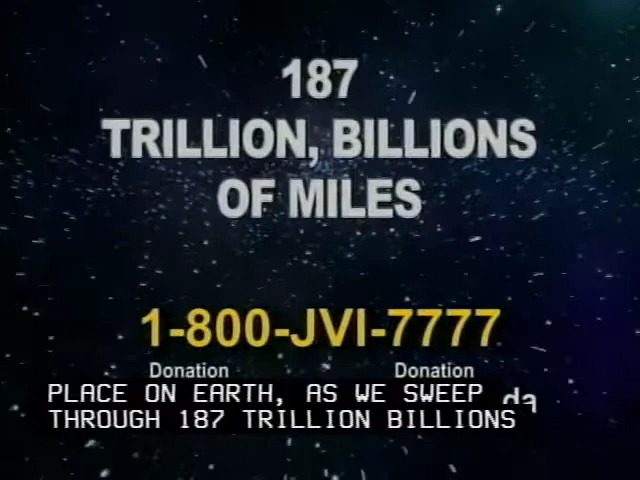 187
TRILLION, BILLIONS
OF MILES
1-800-JVI-7777
Donation Donation
PLACE ON EARTH, AS WE SWEEP
THROUGH 187 TRILLION BILLIONS